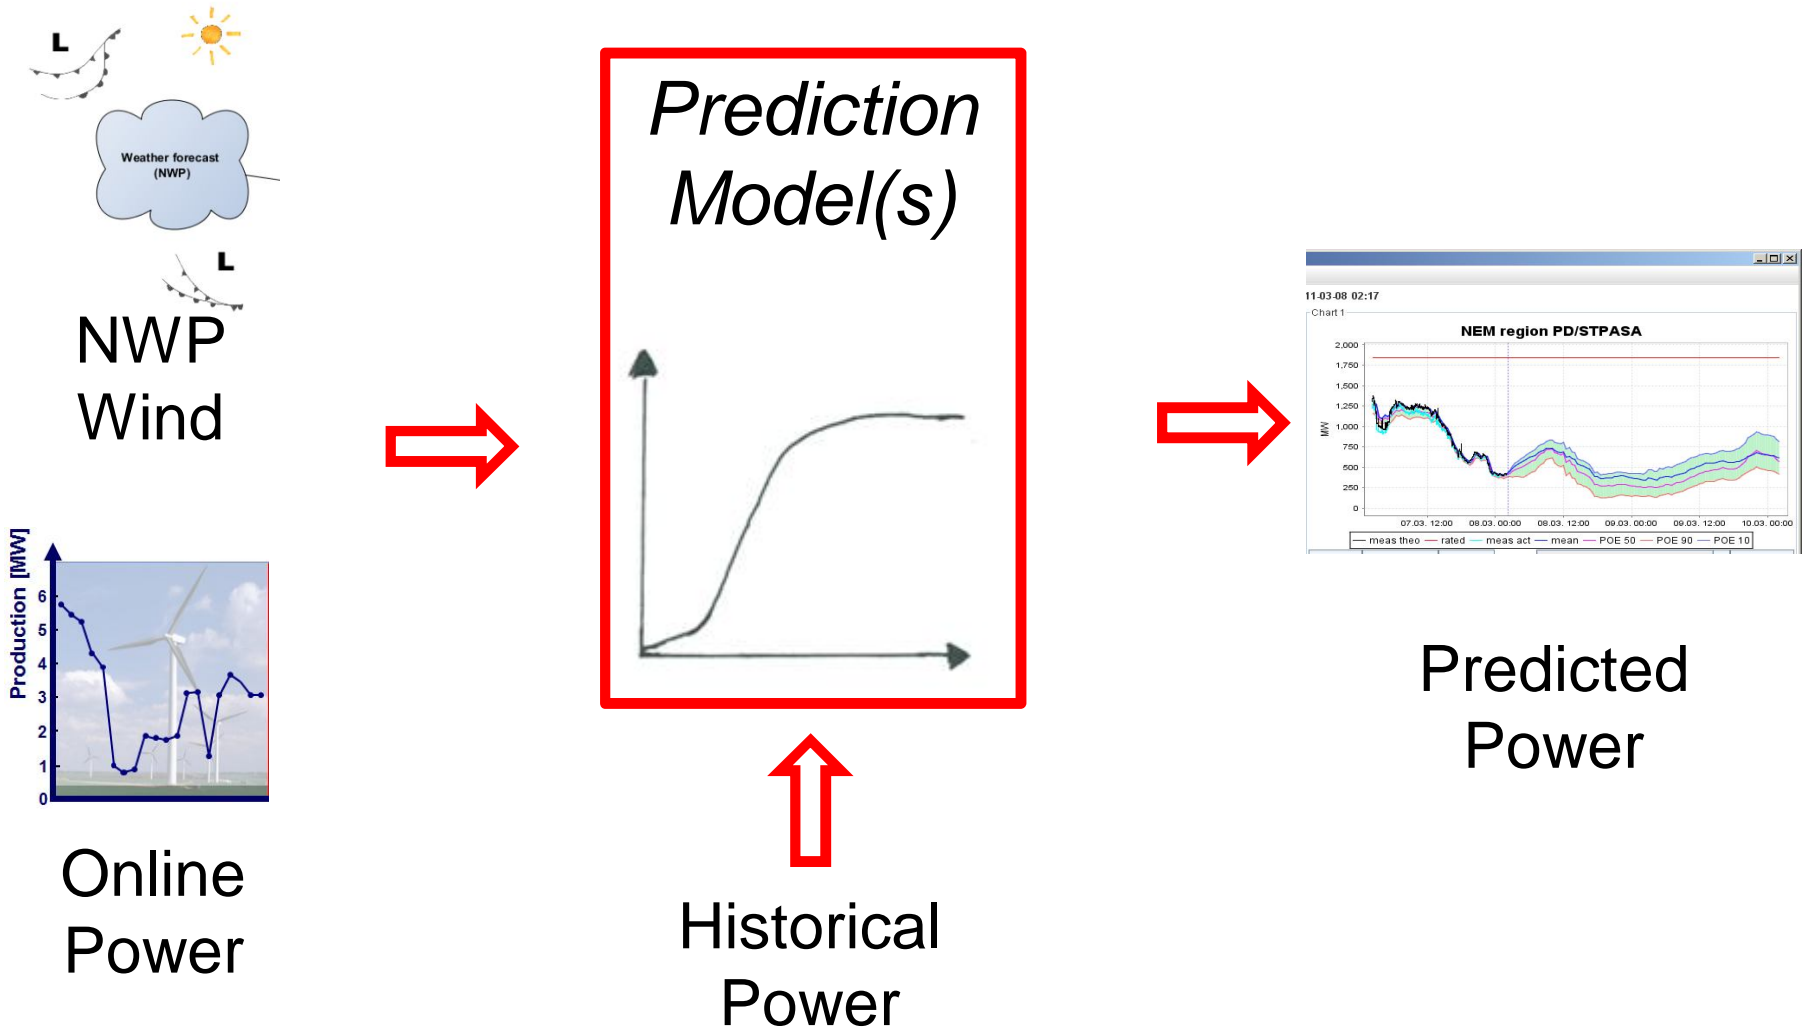 L
Weather forecast
(NWP)
L
NWP
Wind
Production [MW]
6
5
4
3
2
1
0
Online
Power
Prediction
Model(s)
Historical
Power
11-03-08 02:17
Chart 1
NEM region PD/STPASA
MW
2,000
1,750
1,500
1,250
1,000
750
500
250
0
07.03. 12:00 08.03. 00:00 08.03. 12:00 09.03. 00:00 09.03. 12:00 10.03. 00:00
meas theo rated meas act mean POE 50 POE 90 POE 10
Predicted
Power